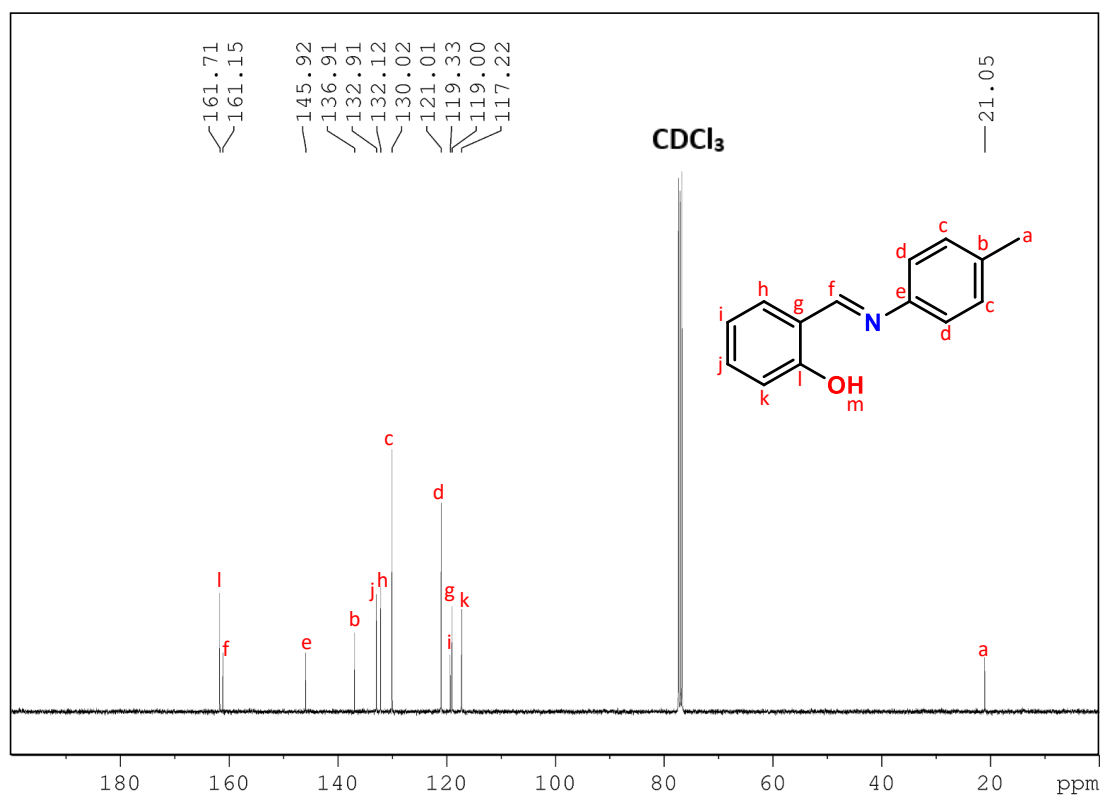 161.71
161.15
145.92
136.91
132.91
132.12
130.02
121.01
119.33
119.00
117.22
21.05
CDCl₃
c
a
b
d
e
c
d
f
h
g
i
N
j
l
OH
k
m
c
d
l
j
h
g
k
b
f
e
i
a
180 160 140 120 100 80 60 40 20 ppm